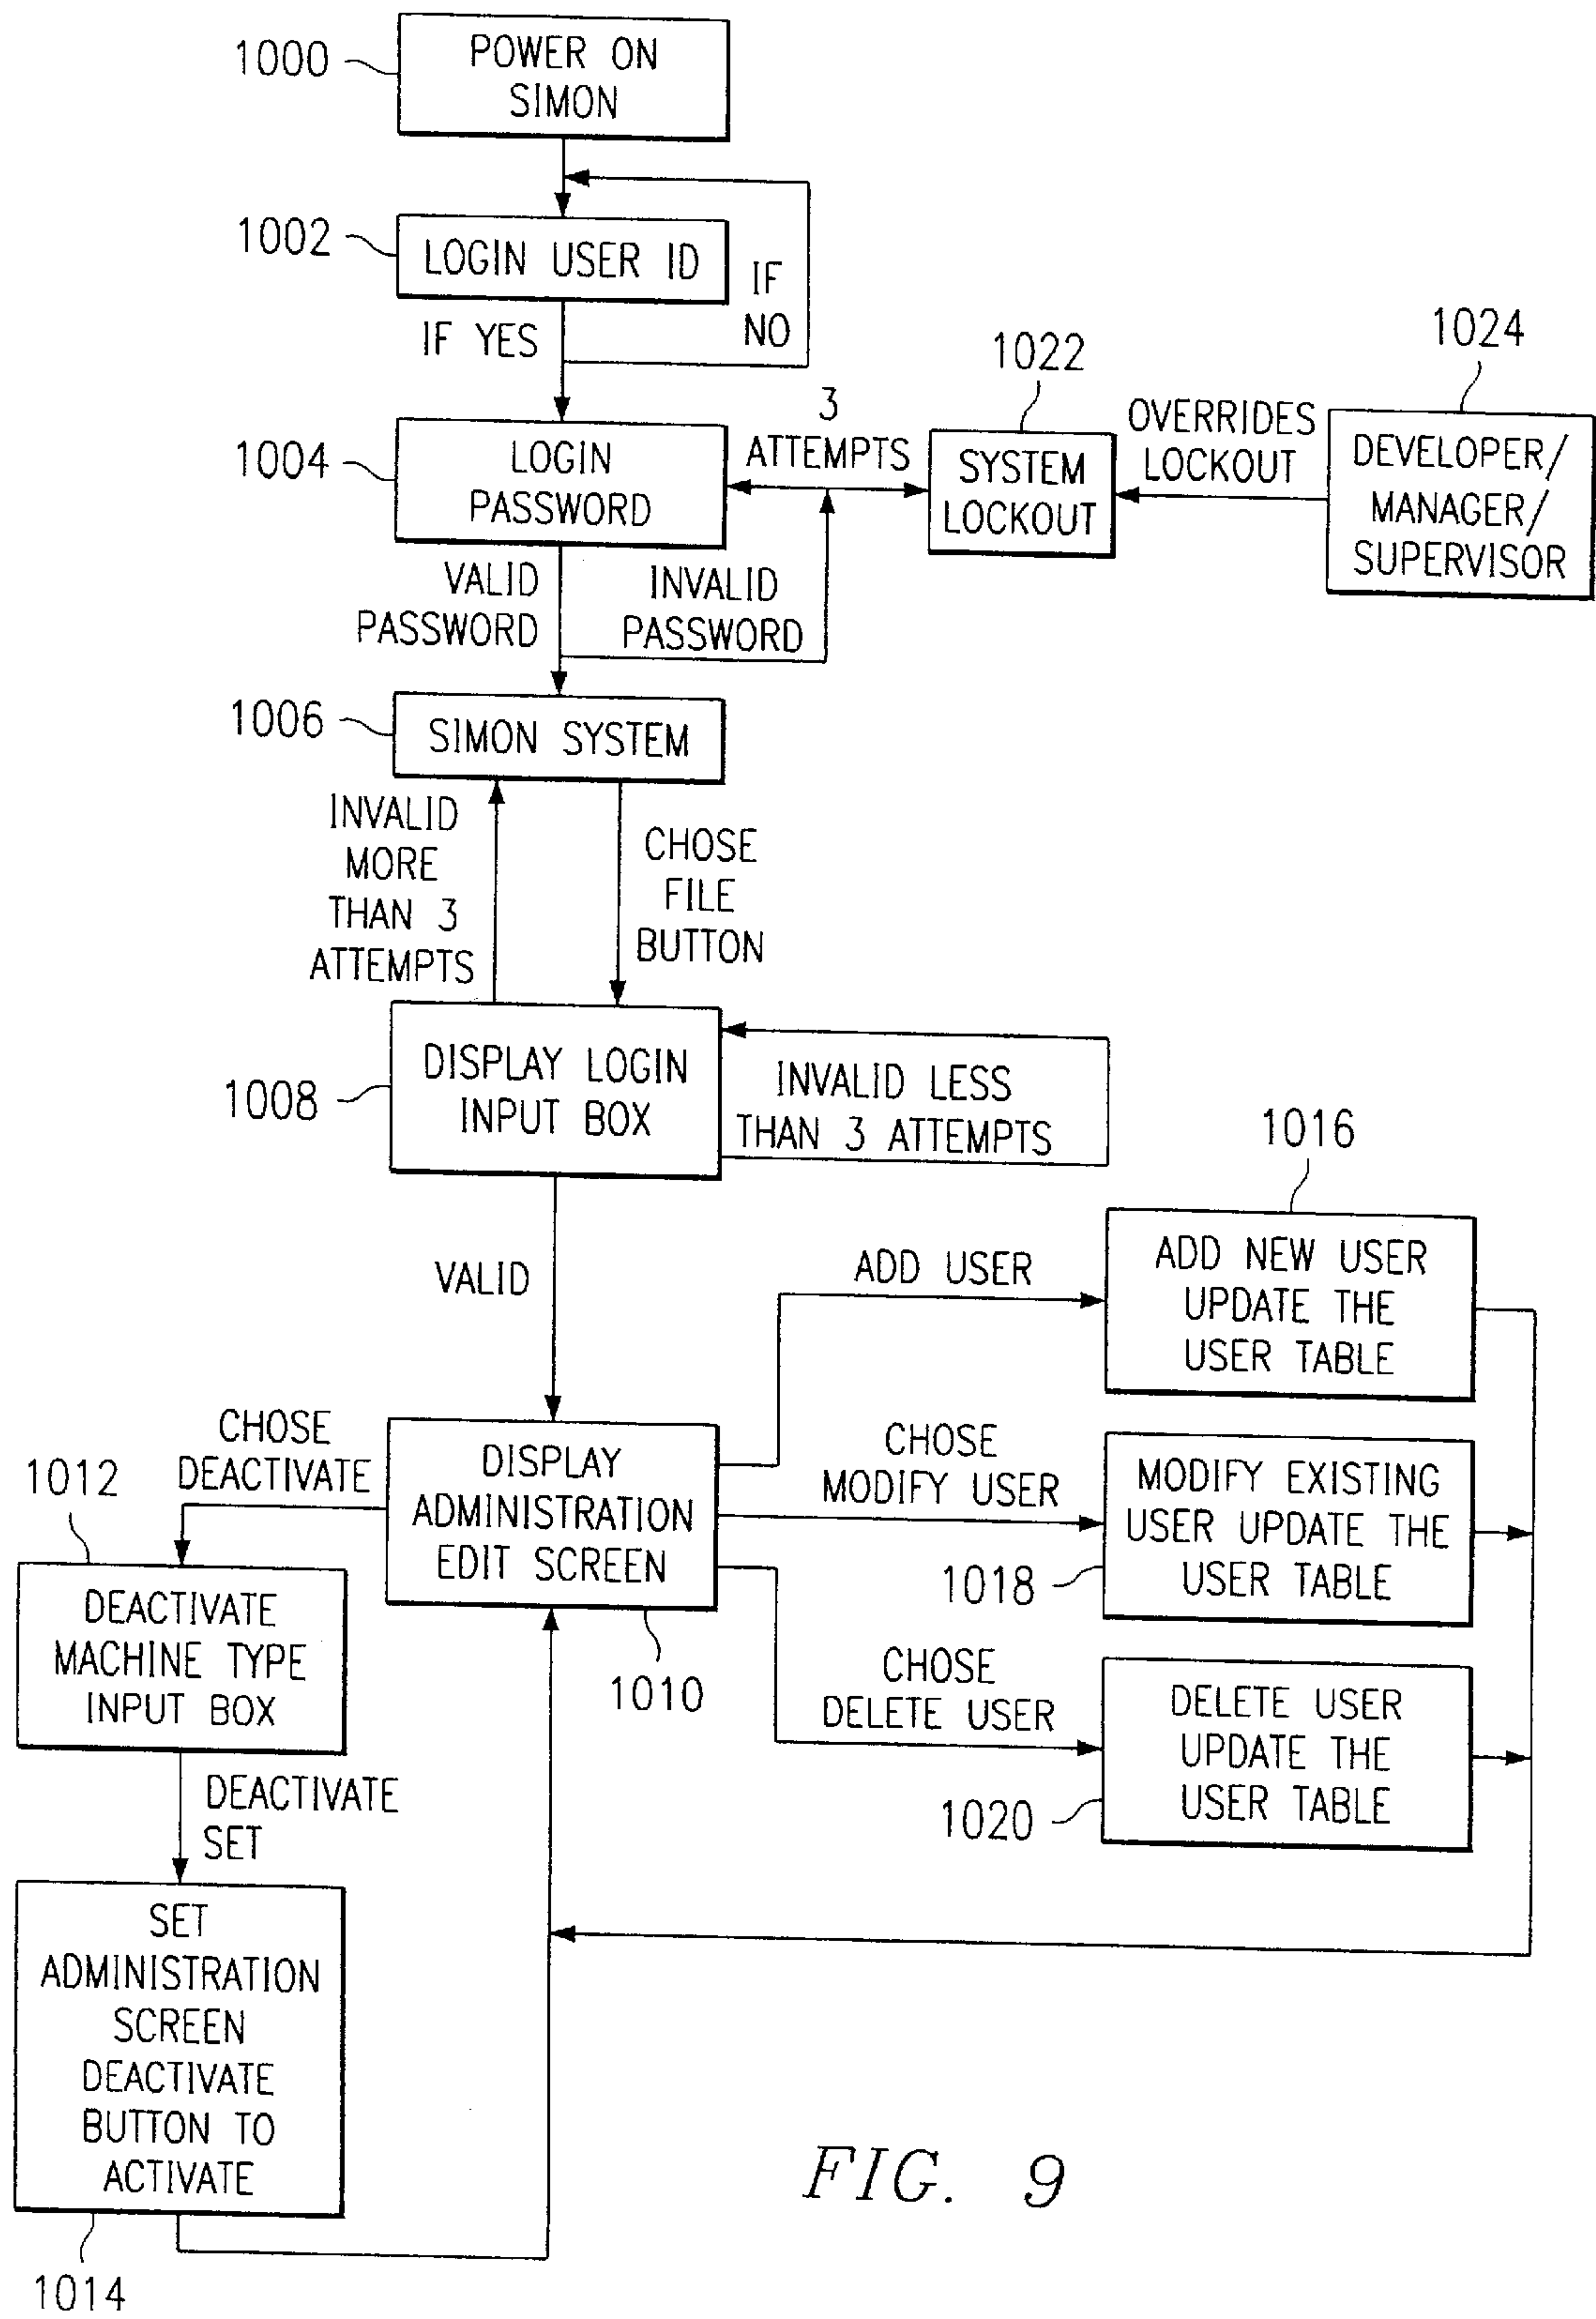 1000
POWER ON
SIMON
1002
LOGIN USER ID
IF
NO
IF YES
1004
LOGIN
PASSWORD
3
ATTEMPTS
1022
SYSTEM
LOCKOUT
OVERRIDES
LOCKOUT
1024
DEVELOPER/
MANAGER/
SUPERVISOR
VALID
PASSWORD
INVALID
PASSWORD
1006
SIMON SYSTEM
INVALID
MORE
THAN 3
ATTEMPTS
CHOSE
FILE
BUTTON
1008
DISPLAY LOGIN
INPUT BOX
INVALID LESS
THAN 3 ATTEMPTS
VALID
ADD USER
1016
ADD NEW USER
UPDATE THE
USER TABLE
CHOSE
DEACTIVATE
DISPLAY
ADMINISTRATION
EDIT SCREEN
1010
CHOSE
MODIFY USER
MODIFY EXISTING
USER UPDATE THE
USER TABLE
1018
1012
DEACTIVATE
MACHINE TYPE
INPUT BOX
CHOSE
DELETE USER
DELETE USER
UPDATE THE
USER TABLE
1020
DEACTIVATE
SET
SET
ADMINISTRATION
SCREEN
DEACTIVATE
BUTTON TO
ACTIVATE
1014
FIG. 9